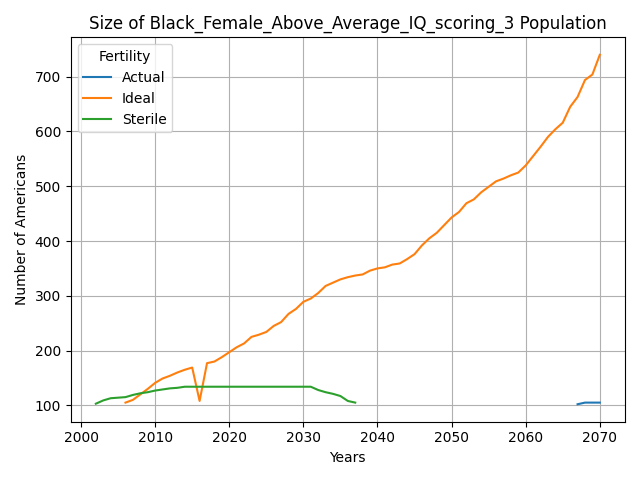 Size of Black_Female_Above_Average_IQ_scoring_3 Population
Fertility
Actual
Ideal
Sterile
Number of Americans
700
600
500
400
300
200
100
2000 2010 2020 2030 2040 2050 2060 2070
Years